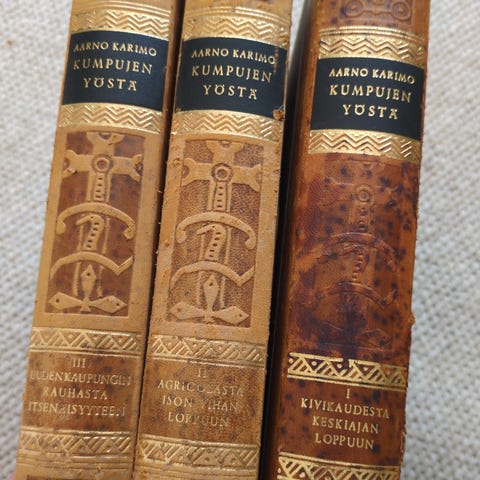 AARNO KARIMO
KUMPUJEN
YÖSTÄ
III
UUDENKAUPUNGIN
RAUHASTA
ITSENÄISYYTEEN
AARNO KARIMO
KUMPUJEN
YÖSTÄ
II
AGRICOLASTA
ISON VIHAN
LOPPUUN
AARNO KARIMO
KUMPUJEN
YÖSTÄ
I
KIVIKAUDESTA
KESKIAJAN
LOPPUUN